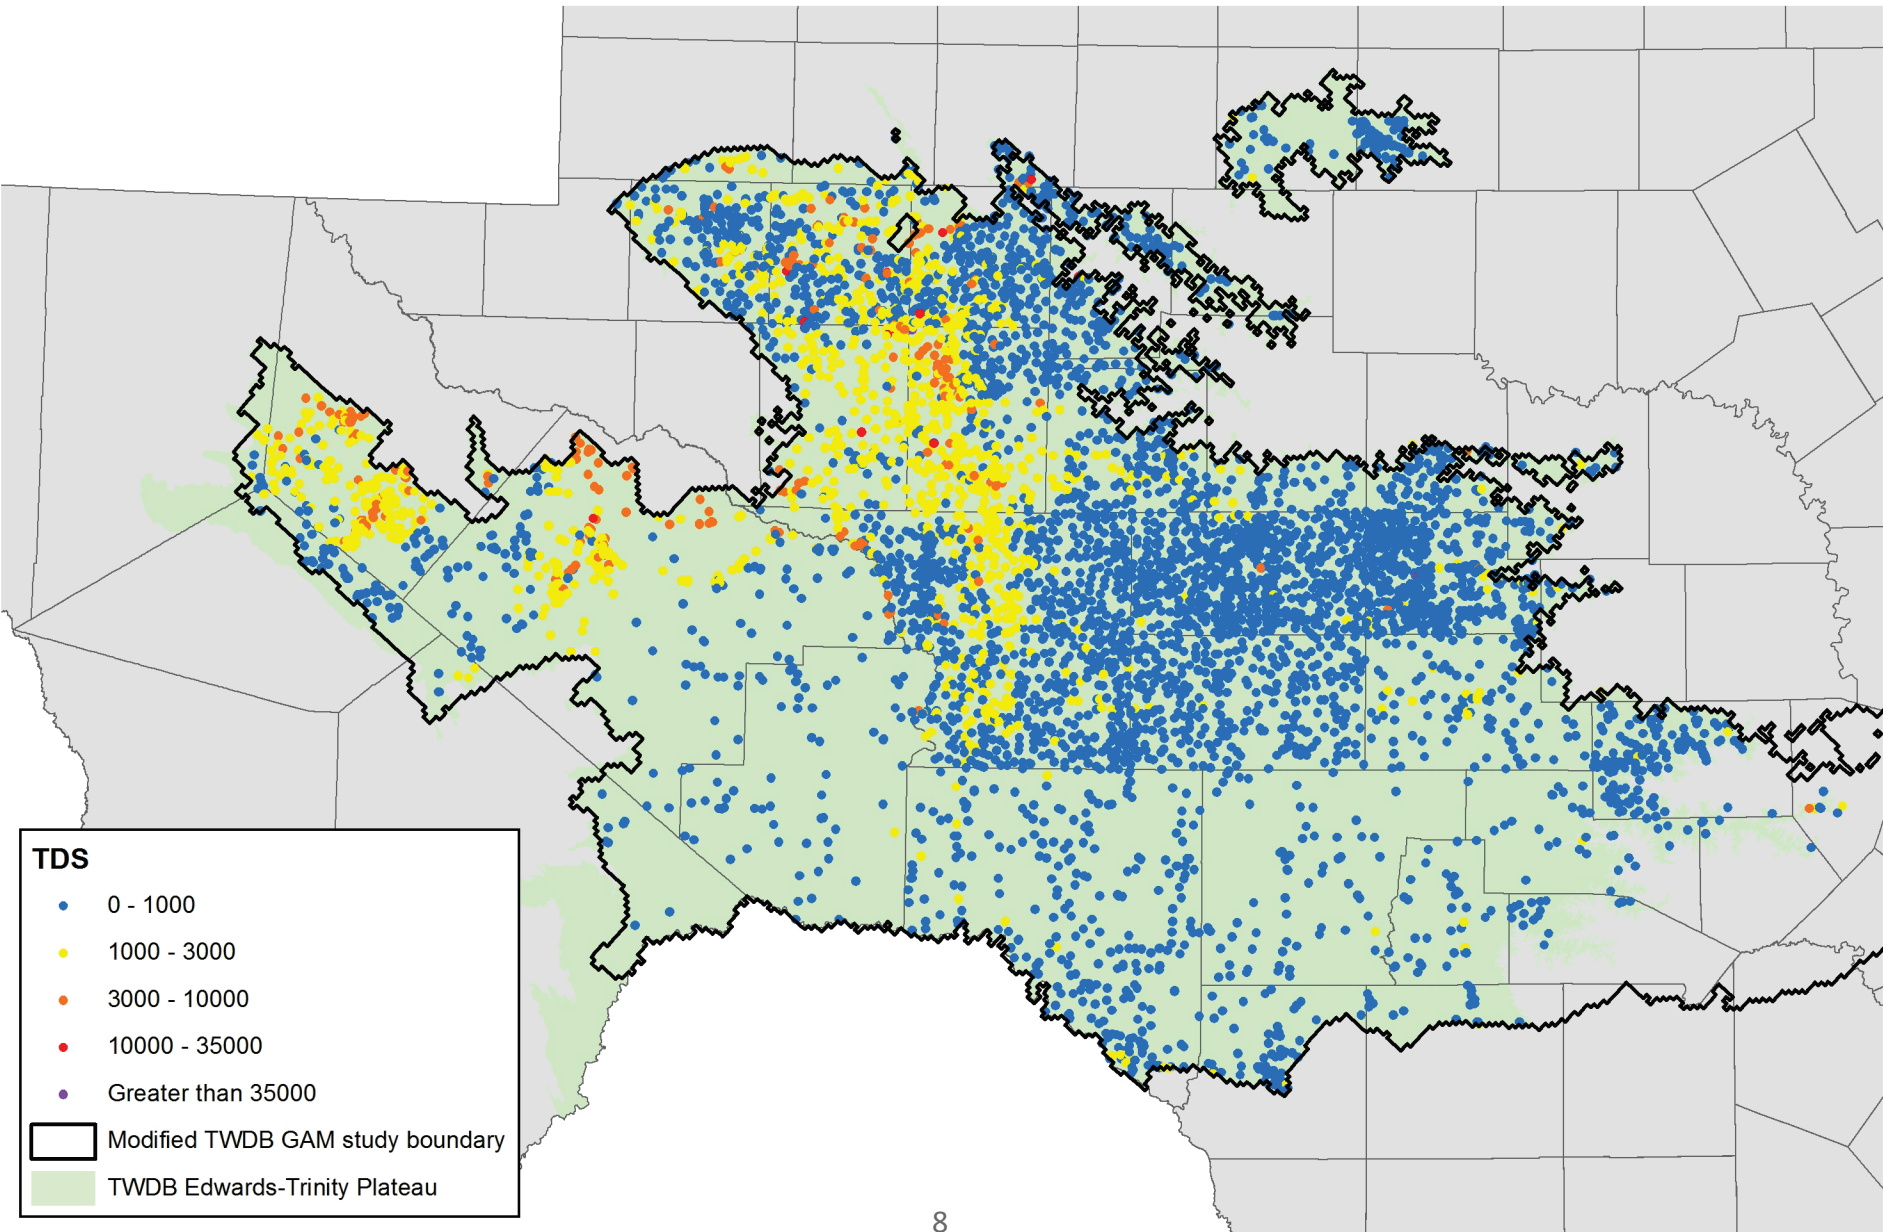 TDS
0 - 1000
1000 - 3000
3000 - 10000
10000 - 35000
Greater than 35000
Modified TWDB GAM study boundary
TWDB Edwards-Trinity Plateau
8